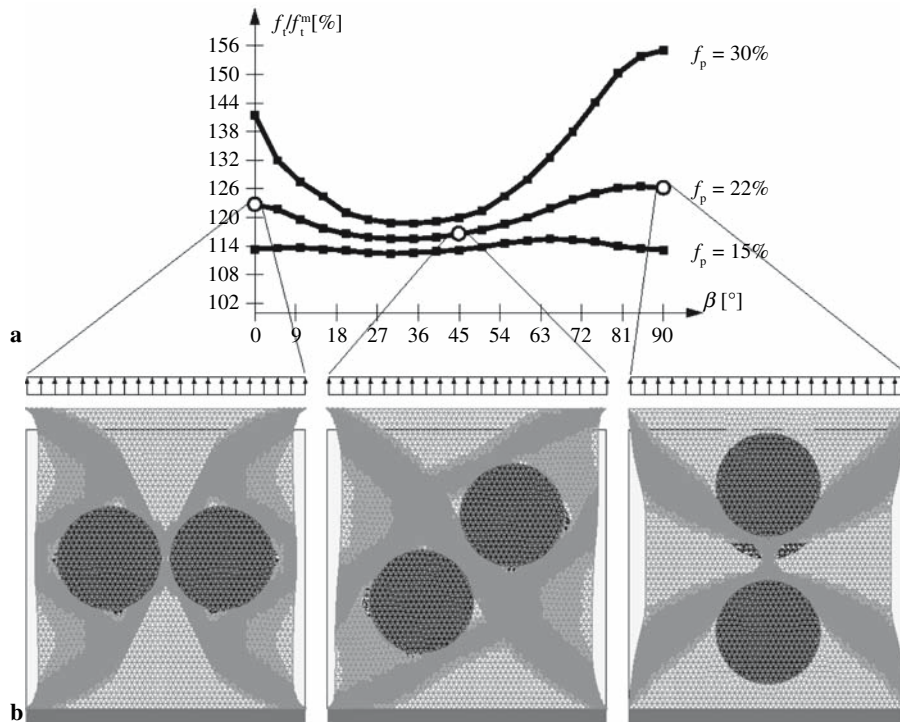 f_t/f_t^m[%]
156
150
144
138
132
126
120
114
108
102
f_p = 30%
f_p = 22%
f_p = 15%
β [°]
0 9 18 27 36 45 54 63 72 81 90
a
b